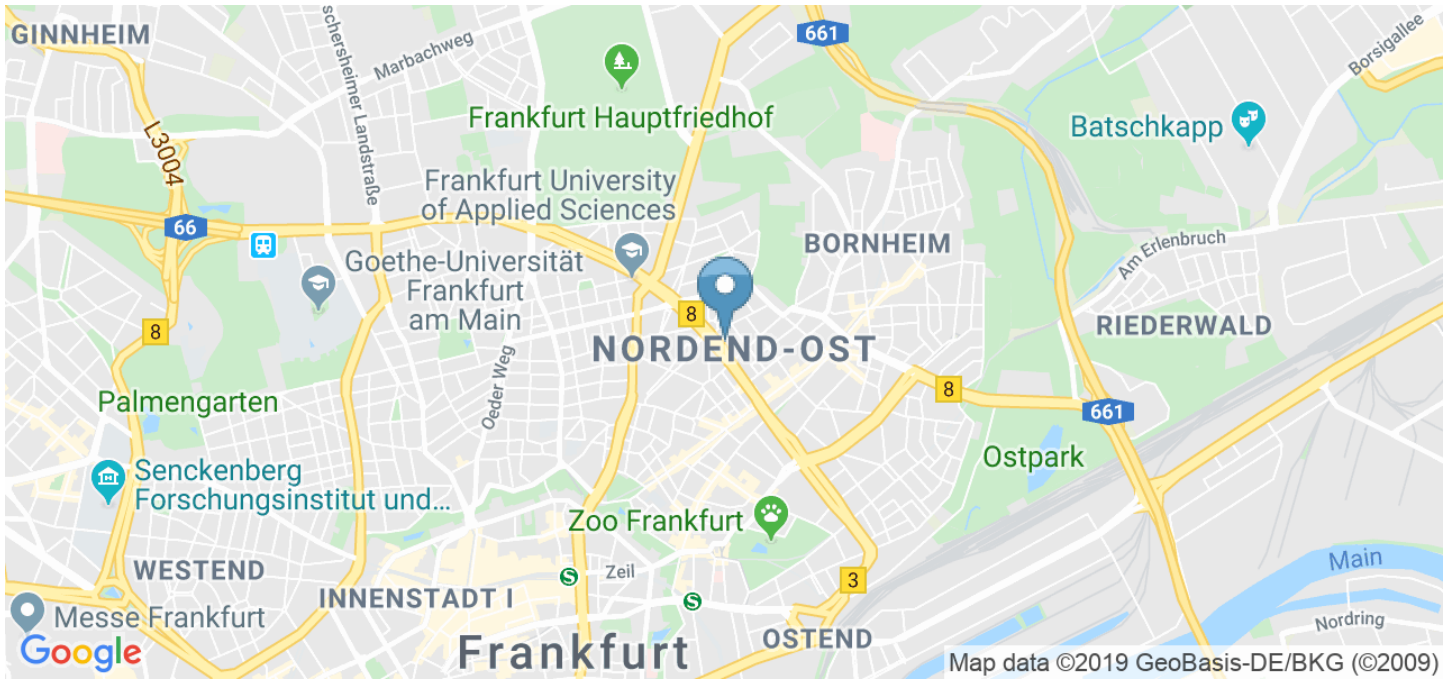 GINNHEIM
schersheimer Landstraße
Marbachweg
661
Borsigallee
L3004
Frankfurt Hauptfriedhof
Batschkapp
Frankfurt University
of Applied Sciences
66
BORNHEIM
Am Erlenbruch
Goethe-Universität
Frankfurt
am Main
8
8
NORDEND-OST
RIEDERWALD
Oeder Weg
Palmengarten
8
661
Senckenberg
Forschungsinstitut und...
Ostpark
Zoo Frankfurt
WESTEND
S
Zeil
3
Main
INNENSTADT I
S
Messe Frankfurt
Nordring
Google
Frankfurt
OSTEND
Map data ©2019 GeoBasis-DE/BKG (©2009)